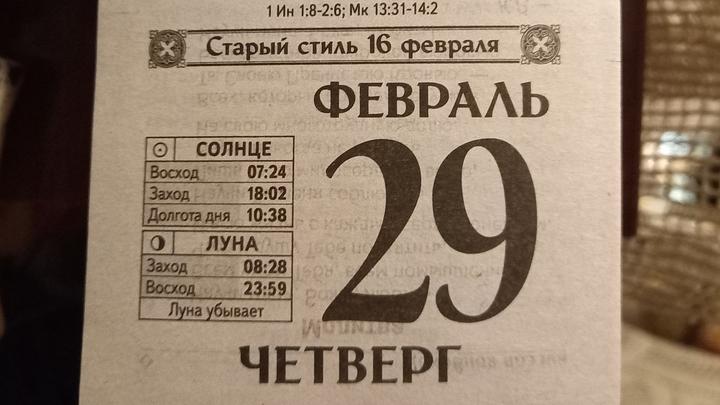 1 Ин 1:8-2:6; Мк 13:31-14:2
Старый стиль 16 февраля
ФЕВРАЛЬ
29
СОЛНЦЕ
Восход 07:24
Заход 18:02
Долгота дня 10:38
ЛУНА
Заход 08:28
Восход 23:59
Луна убывает
ЧЕТВЕРГ
Молитва